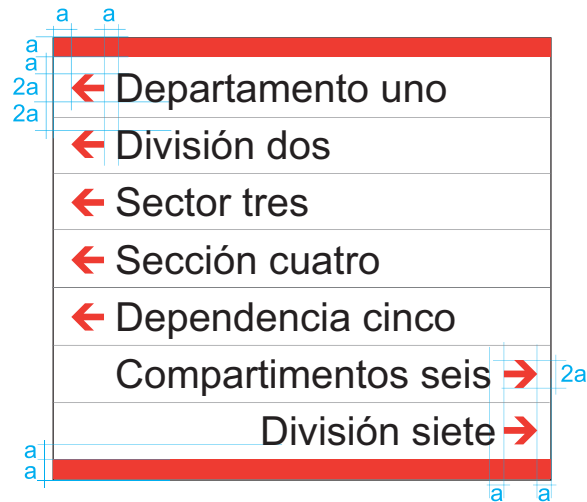 a a
a
a
2a
← Departamento uno
2a
← División dos
← Sector tres
← Sección cuatro
← Dependencia cinco
Compartimentos seis → 2a
División siete →
a
a
a a